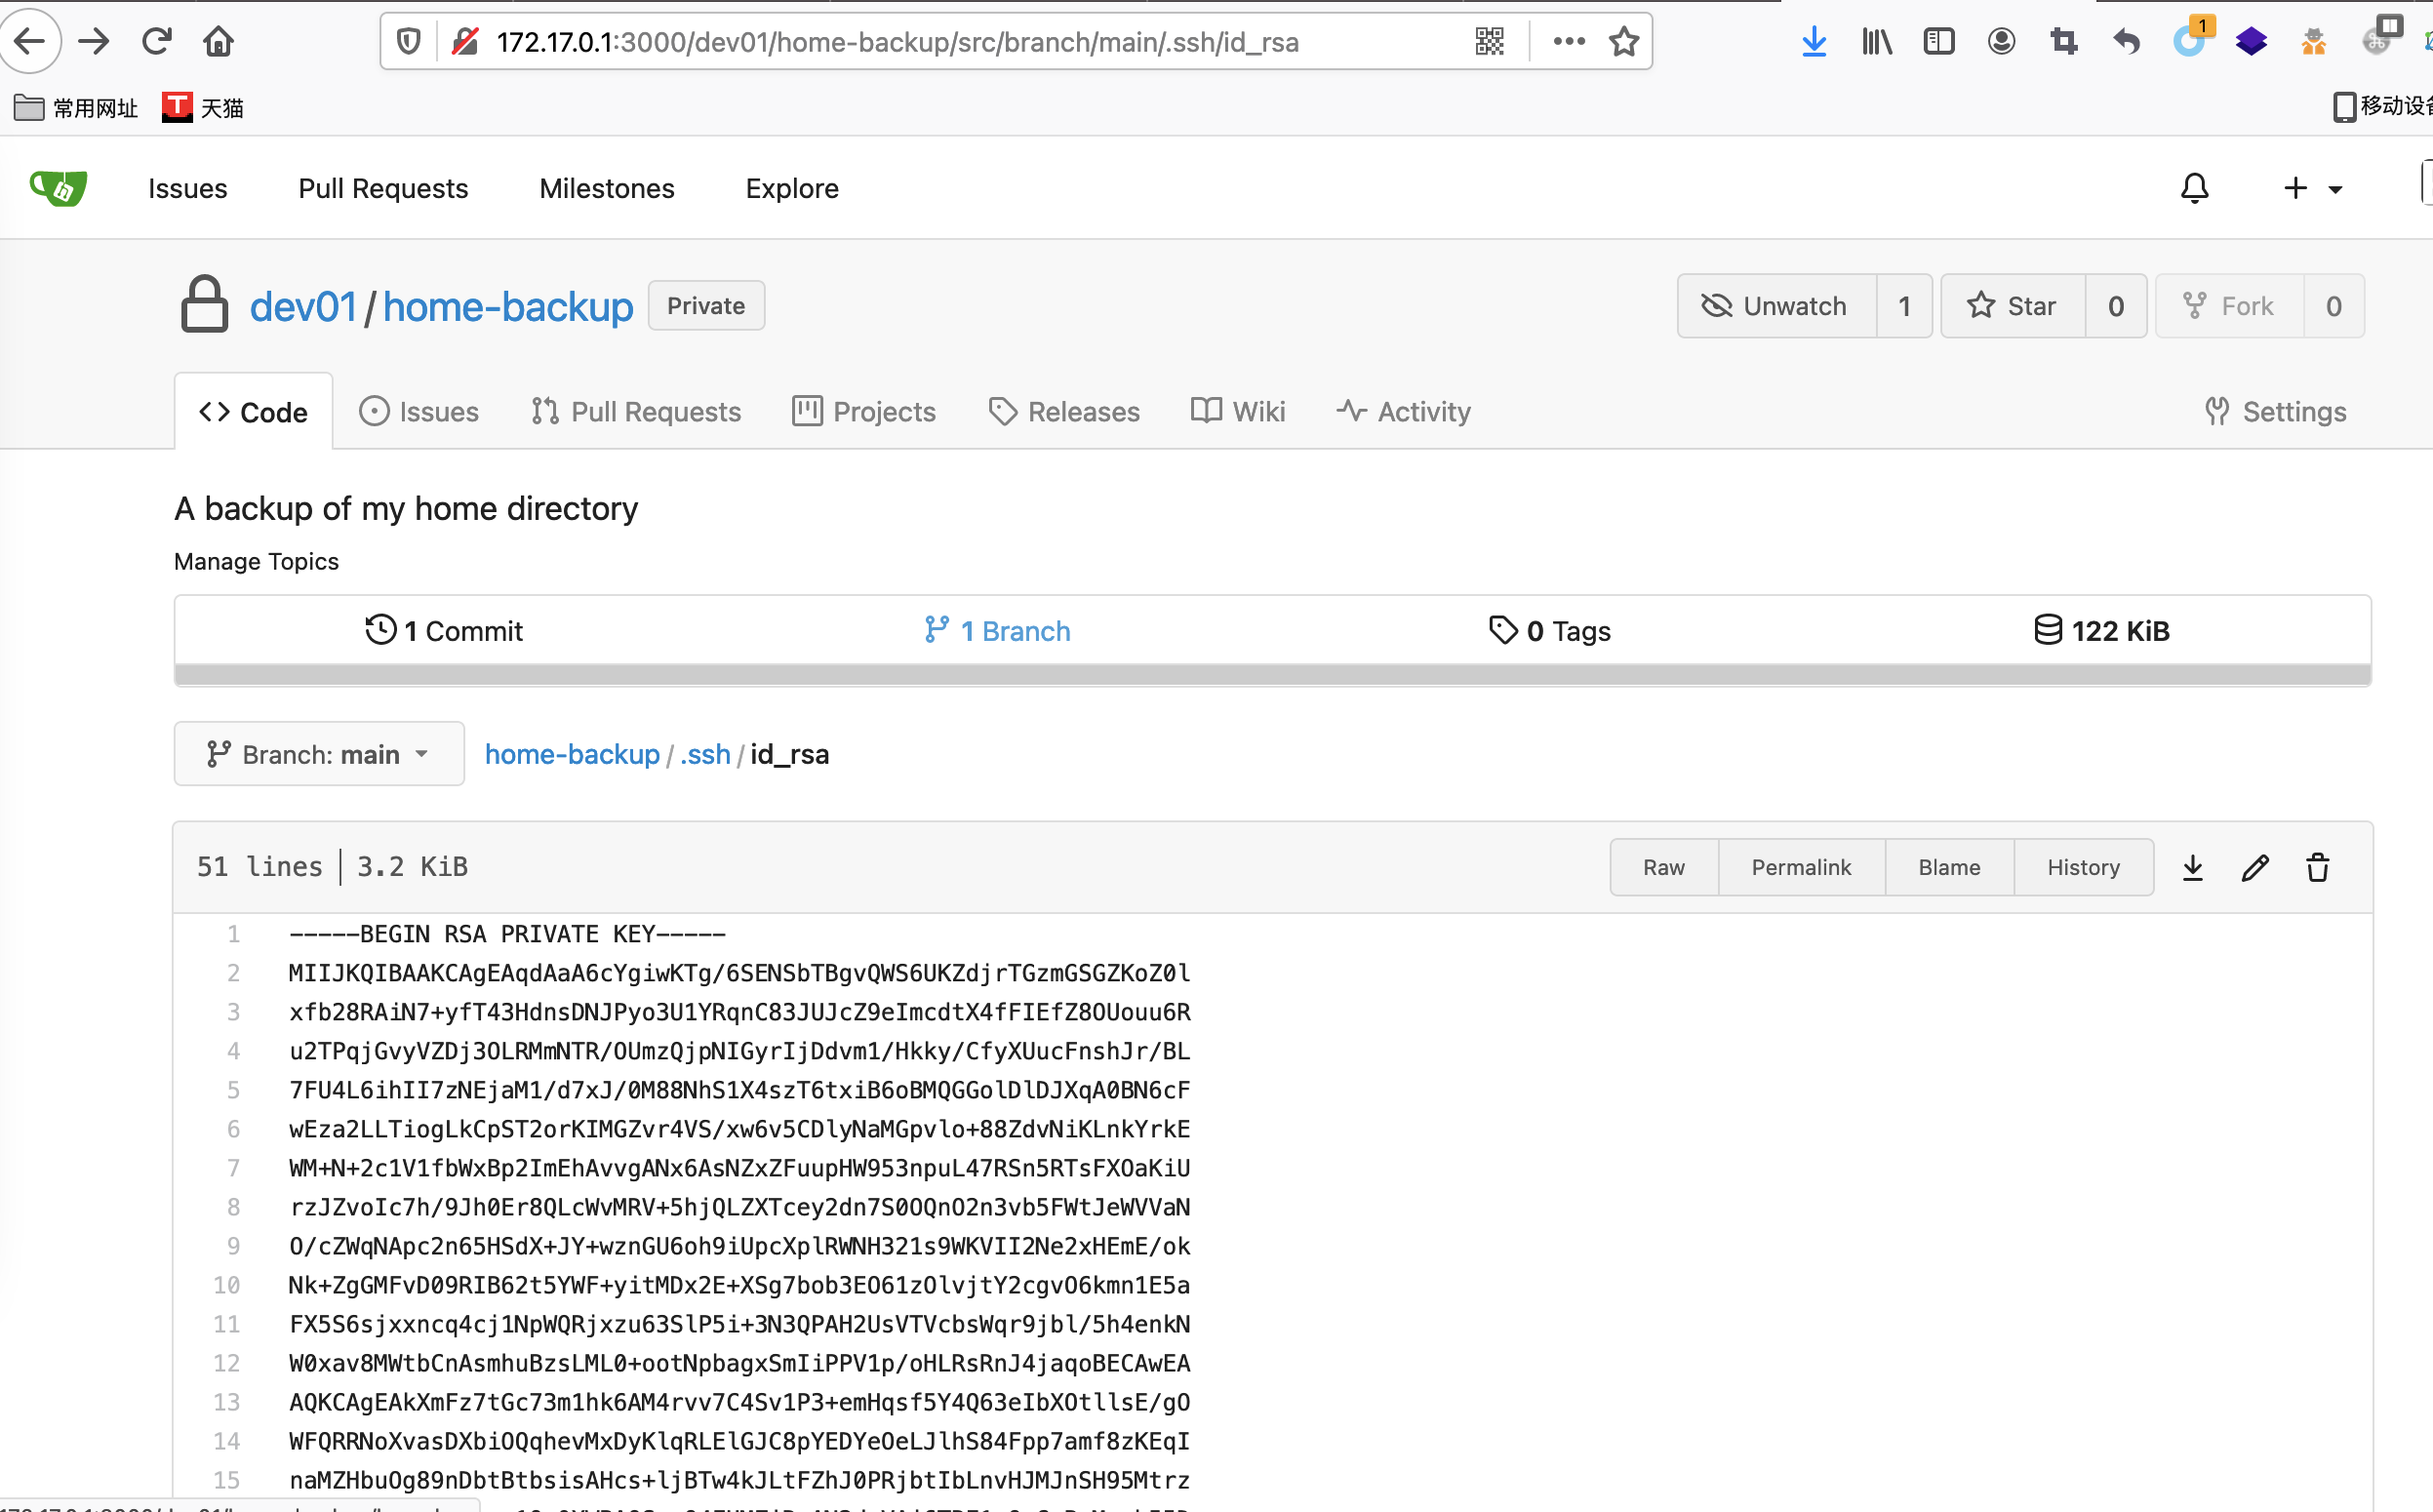 172.17.0.1:3000/dev01/home-backup/src/branch/main/.ssh/id_rsa
1
常用网址
T 天猫
移动设备
Issues Pull Requests Milestones Explore
dev01/home-backup Private
Unwatch 1 Star 0 Fork 0
Code Issues Pull Requests Projects Releases Wiki Activity Settings
A backup of my home directory
Manage Topics
1 Commit 1 Branch 0 Tags 122 KiB
Branch: main home-backup/.ssh/id_rsa
51 lines | 3.2 KiB Raw Permalink Blame History
1 -----BEGIN RSA PRIVATE KEY-----
2 MIIJKQIBAAKCAgEAqdAaA6cYgiwKTg/6SENSbTBgvQWS6UKZdjrTGzmGSGZKoZ0l
3 xfb28RAiN7+yfT43HdnsDNJPyo3U1YRqnC83JUJcZ9eImcdtX4fFIEfZ8OUouu6R
4 u2TPqjGvyVZDj3OLRMmNTR/OUmzQjpNIGyrIjDdvm1/Hkky/CfyXUucFnshJr/BL
5 7FU4L6ihII7zNEjaM1/d7xJ/0M88NhS1X4szT6txiB6oBMQGGolDlDJXqA0BN6cF
6 wEza2LLTiogLkCpST2orKIMGZvr4VS/xw6v5CDlyNaMGpvlo+88ZdvNiKLnkYrkE
7 WM+N+2c1V1fbWxBp2ImEhAvvgANx6AsNZxZFuupHW953npuL47RSn5RTsFXOaKiU
8 rzJZvoIc7h/9Jh0Er8QLcWvMRV+5hjQLZXTcey2dn7S0OQnO2n3vb5FWtJeWVVaN
9 O/cZWqNApc2n65HSdX+JY+wznGU6oh9iUpcXplRWNH321s9WKVII2Ne2xHEmE/ok
10 Nk+ZgGMFvD09RIB62t5YWF+yitMDx2E+XSg7bob3EO61zOlvjtY2cgvO6kmn1E5a
11 FX5S6sjxxncq4cj1NpWQRjxzu63SlP5i+3N3QPAH2UsVTVcbsWqr9jbl/5h4enkN
12 W0xav8MWtbCnAsmhuBzsLML0+ootNpbagxSmIiPPV1p/oHLRsRnJ4jaqoBECAwEA
13 AQKCAgEAkXmFz7tGc73m1hk6AM4rvv7C4Sv1P3+emHqsf5Y4Q63eIbXOtllsE/gO
14 WFQRRNoXvasDXbiOQqhevMxDyKlqRLElGJC8pYEDYeOeLJlhS84Fpp7amf8zKEqI
15 naMZHbuOg89nDbtBtbsisAHcs+ljBTw4kJLtFZhJ0PRjbtIbLnvHJMJnSH95Mtrz